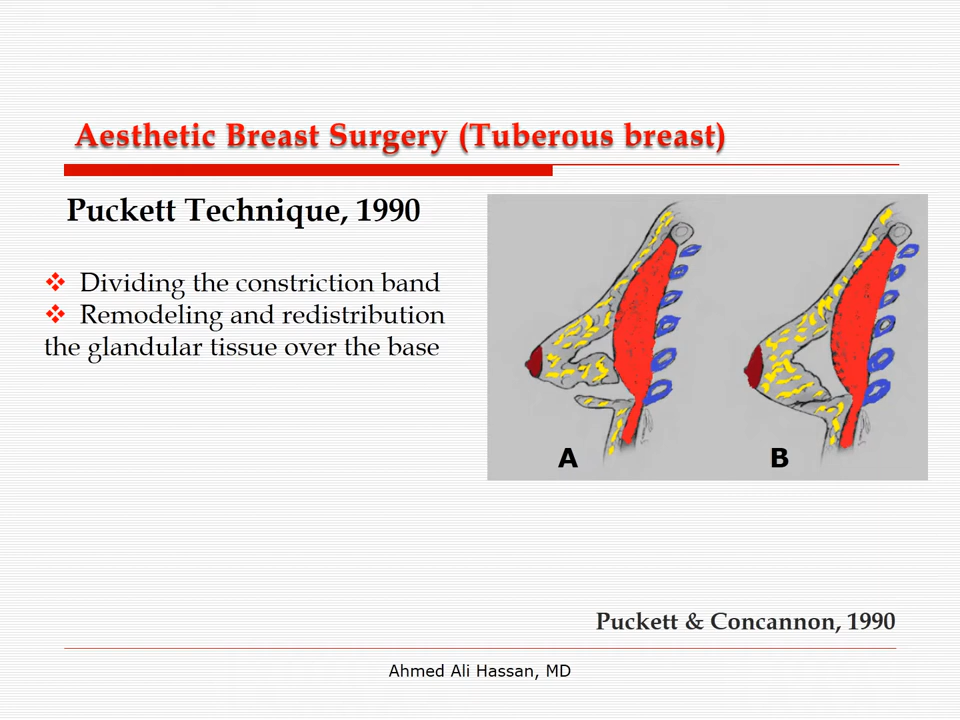 Aesthetic Breast Surgery (Tuberous breast)
Puckett Technique, 1990
❖ Dividing the constriction band
❖ Remodeling and redistribution
the glandular tissue over the base
A
B
Puckett & Concannon, 1990
Ahmed Ali Hassan, MD